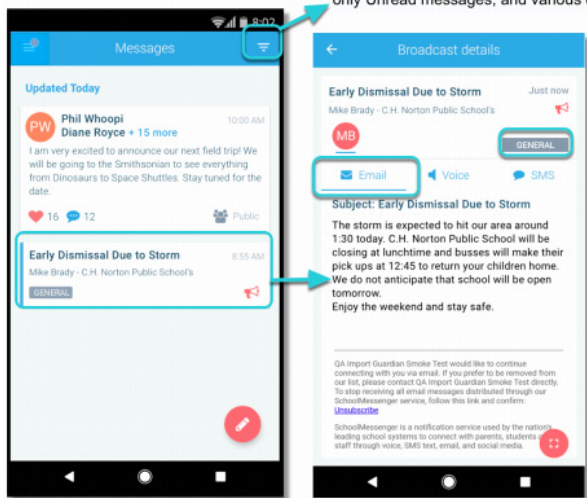 only Unread messages, and various
8:02
Messages
Updated Today
PW
Phil Whoopi
10:00 AM
Diane Royce + 15 more
I am very excited to announce our next field trip! We
will be going to the Smithsonian to see everything
from Dinosaurs to Space Shuttles. Stay tuned for the
date.
16 12 Public
Early Dismissal Due to Storm 8:55 AM
Mike Brady - C.H. Norton Public School's
GENERAL
Broadcast details
Early Dismissal Due to Storm Just now
Mike Brady - C.H. Norton Public School's
MB
GENERAL
Email Voice SMS
Subject: Early Dismissal Due to Storm
The storm is expected to hit our area around
1:30 today. C.H. Norton Public School will be
closing at lunchtime and busses will make their
pick ups at 12:45 to return your children home.
We do not anticipate that school will be open
tomorrow.
Enjoy the weekend and stay safe.
QA Import Guardian Smoke Test would like to continue
connecting with you via email. If you prefer to be removed from
our list, please contact QA Import Guardian Smoke Test directly.
To stop receiving all email messages distributed through our
SchoolMessenger service, follow this link and confirm:
Unsubscribe
SchoolMessenger is a notification service used by the nation's
leading school systems to connect with parents, students
staff through voice, SMS text, email, and social media.